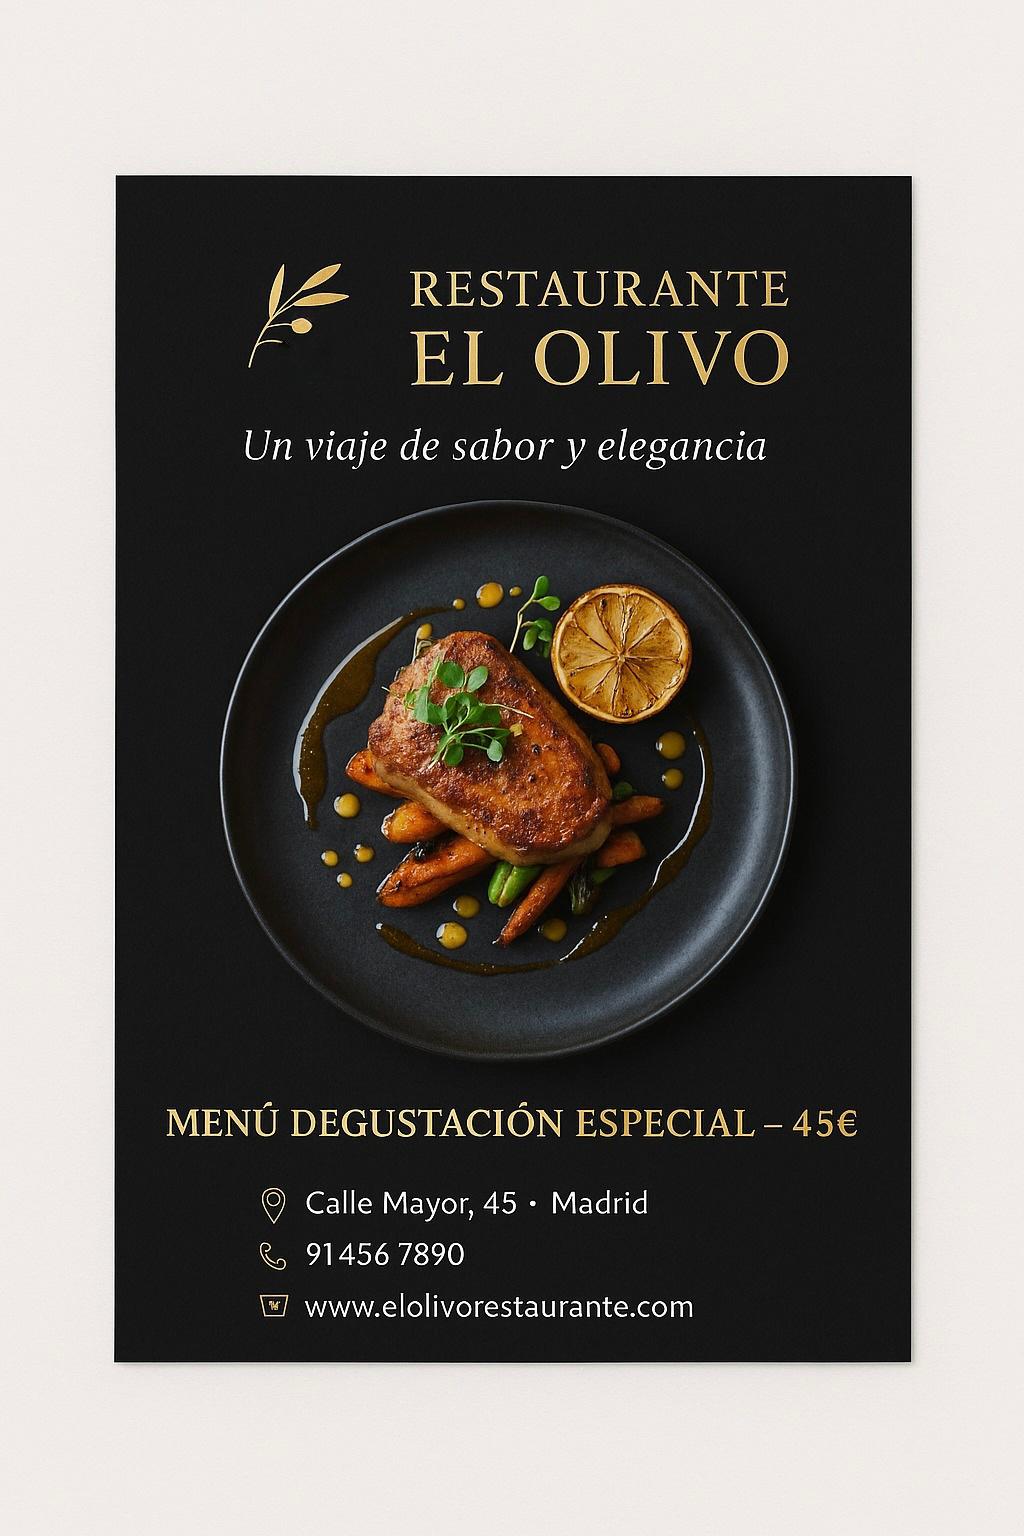 RESTAURANTE
EL OLIVO
Un viaje de sabor y elegancia
MENÚ DEGUSTACIÓN ESPECIAL – 45€
Calle Mayor, 45 • Madrid
91456 7890
www.elolivorestaurante.com